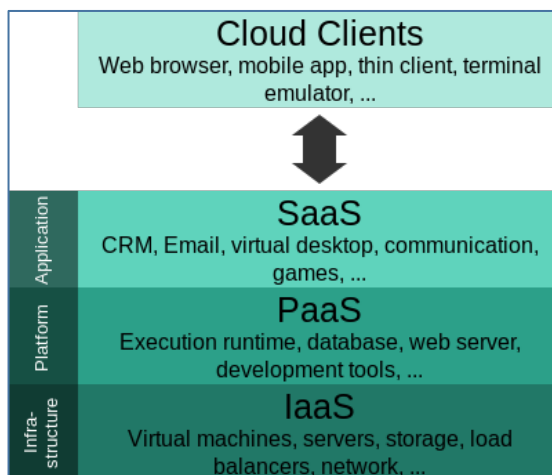 Cloud Clients
Web browser, mobile app, thin client, terminal
emulator, ...
Application
SaaS
CRM, Email, virtual desktop, communication,
games, ...
Platform
PaaS
Execution runtime, database, web server,
development tools, ...
Infra-
structure
IaaS
Virtual machines, servers, storage, load
balancers, network, ...